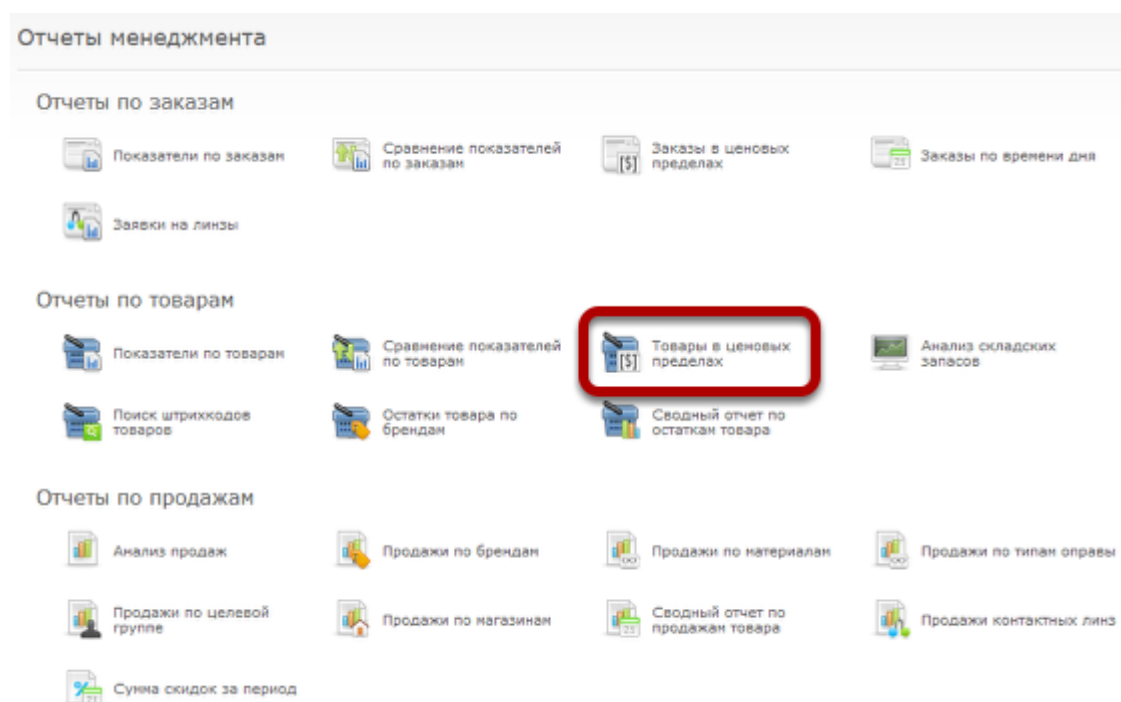 Отчеты менеджмента
Отчеты по заказам
Показатели по заказам
Сравнение показателей
по заказам
Заказы в ценовых
пределах
Заказы по времени дня
Заявки на линзы
Отчеты по товарам
Показатели по товарам
Сравнение показателей
по товарам
Товары в ценовых
пределах
Анализ складских
запасов
Поиск штрихкодов
товаров
Остатки товара по
брендам
Сводный отчет по
остаткам товара
Отчеты по продажам
Анализ продаж
Продажи по брендам
Продажи по материалам
Продажи по типам оправы
Продажи по целевой
группе
Продажи по магазинам
Сводный отчет по
продажам товара
Продажи контактных линз
Сумма скидок за период